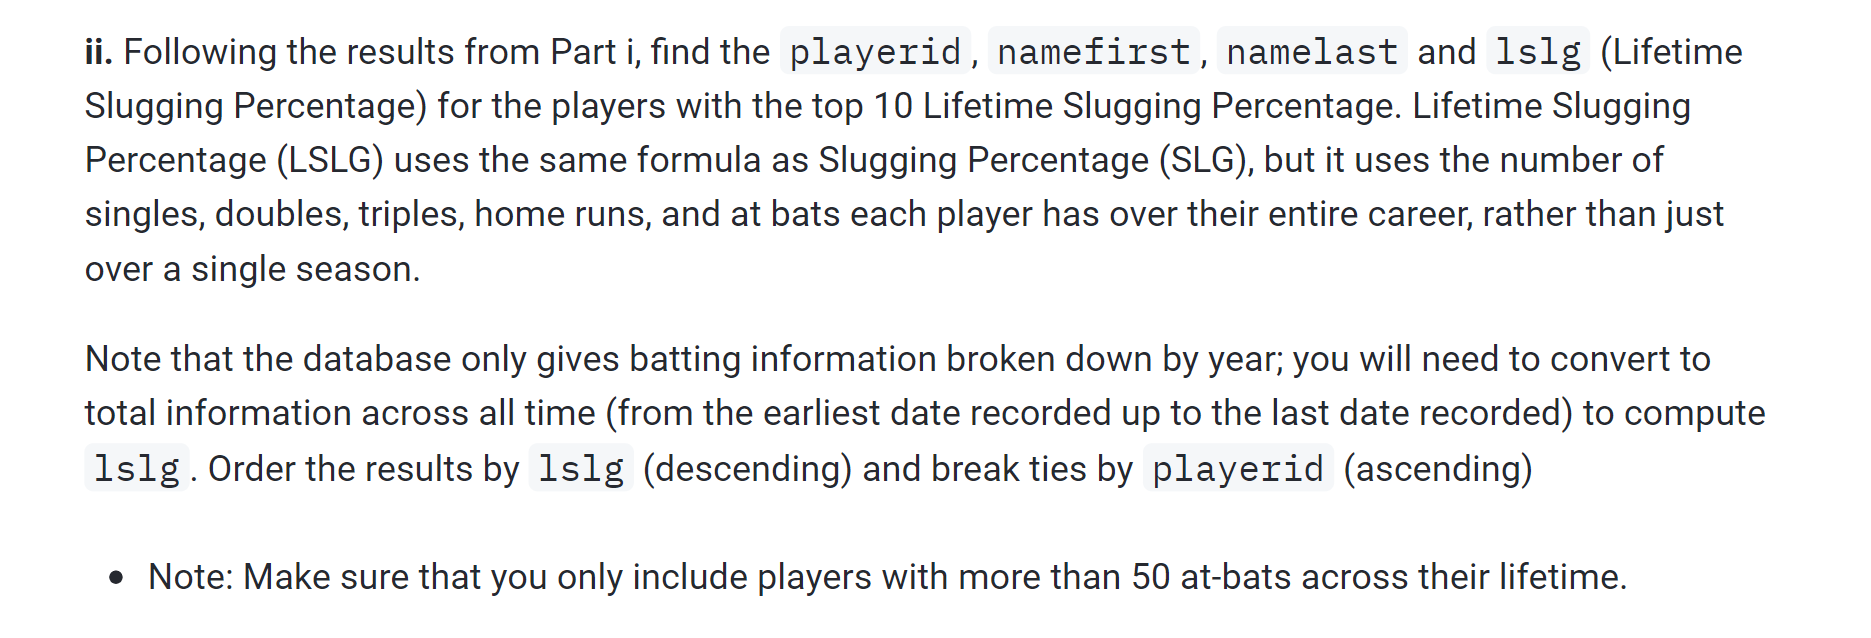 ii. Following the results from Part i, find the playerid, namefirst, namelast and lslg (Lifetime
Slugging Percentage) for the players with the top 10 Lifetime Slugging Percentage. Lifetime Slugging
Percentage (LSLG) uses the same formula as Slugging Percentage (SLG), but it uses the number of
singles, doubles, triples, home runs, and at bats each player has over their entire career, rather than just
over a single season.
Note that the database only gives batting information broken down by year; you will need to convert to
total information across all time (from the earliest date recorded up to the last date recorded) to compute
lslg. Order the results by lslg (descending) and break ties by playerid (ascending)
• Note: Make sure that you only include players with more than 50 at-bats across their lifetime.